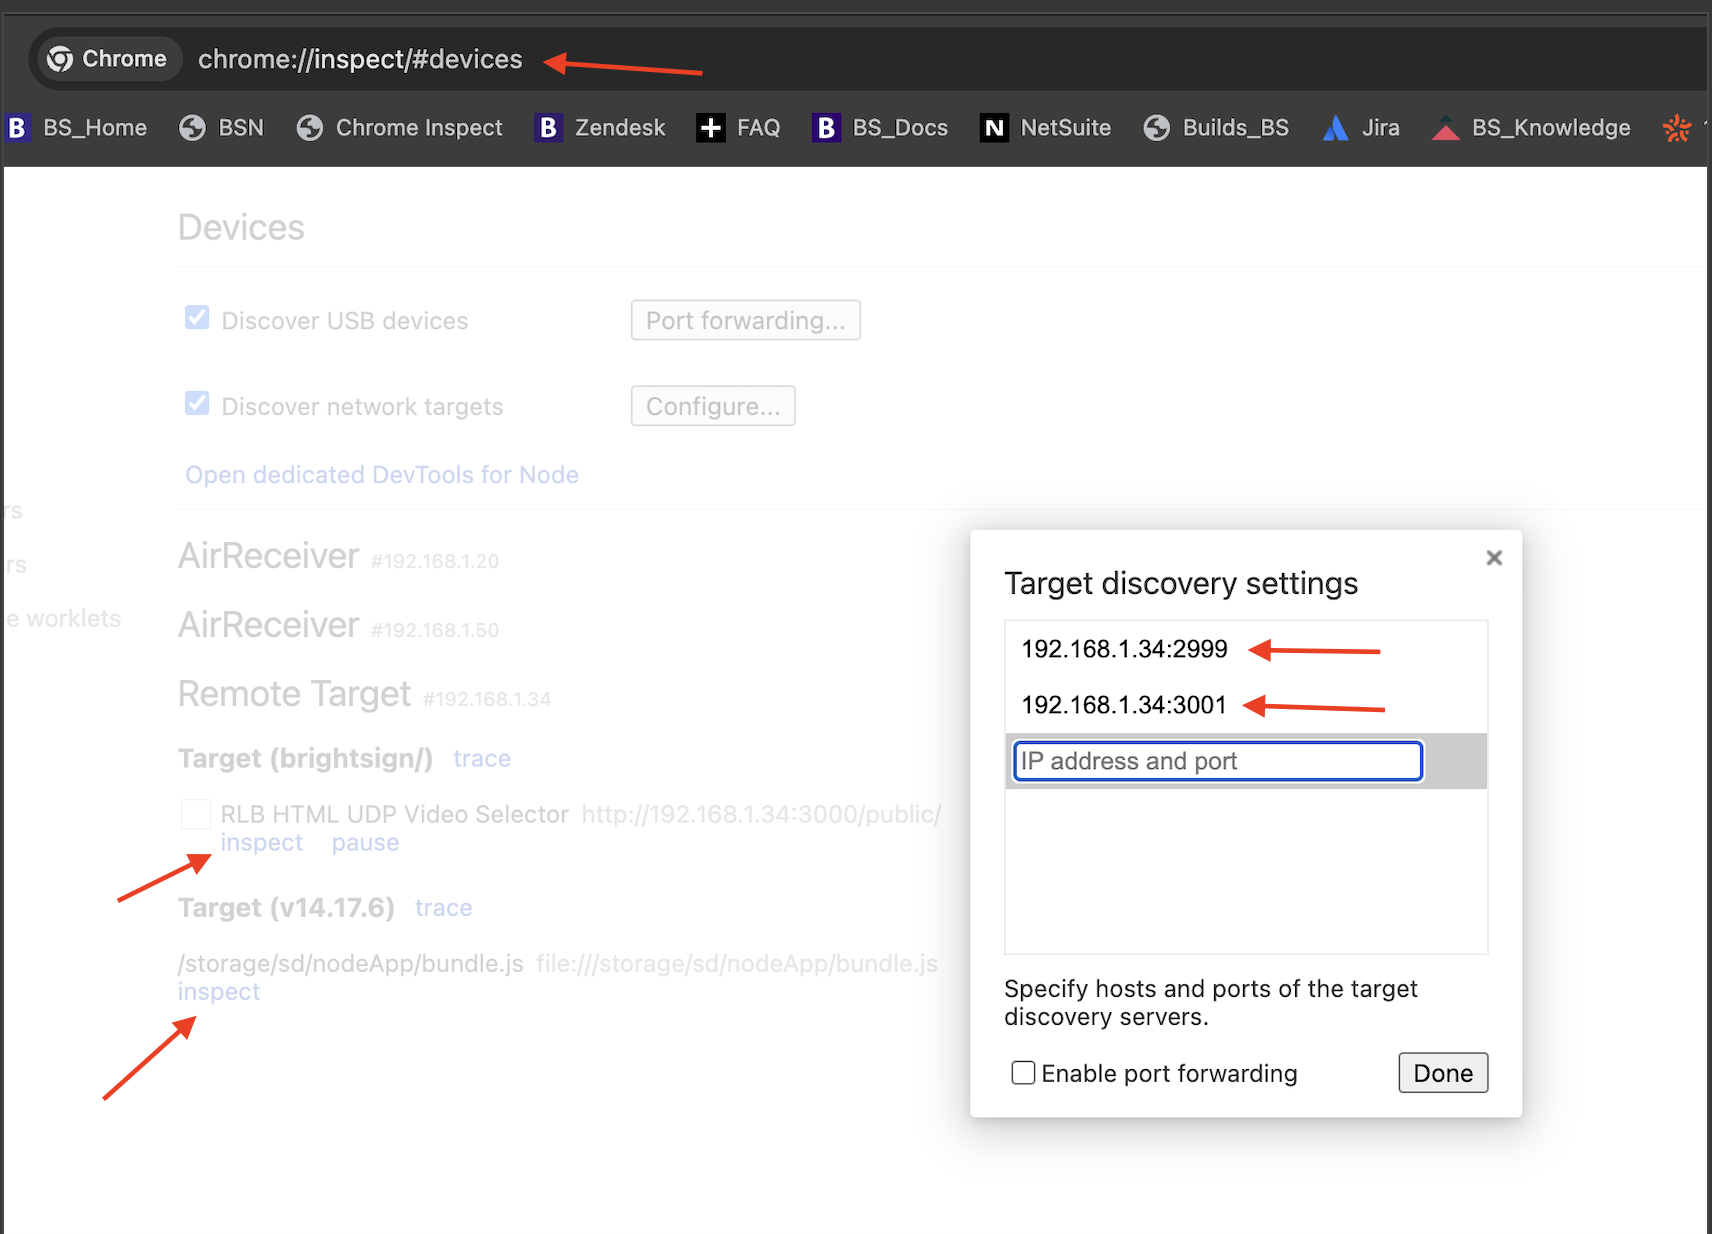 Chrome chrome://inspect/#devices
B BS_Home BSN Chrome Inspect B Zendesk FAQ B BS_Docs N NetSuite Builds_BS Jira BS_Knowledge
Devices
Discover USB devices Port forwarding...
Discover network targets Configure...
Open dedicated DevTools for Node
rs
rs
e worklets
AirReceiver #192.168.1.20
AirReceiver #192.168.1.50
Remote Target #192.168.1.34
Target (brightsign/) trace
RLB HTML UDP Video Selector http://192.168.1.34:3000/public/
inspect pause
Target (v14.17.6) trace
/storage/sd/nodeApp/bundle.js file:///storage/sd/nodeApp/bundle.js
inspect
Target discovery settings
192.168.1.34:2999
192.168.1.34:3001
IP address and port
Specify hosts and ports of the target
discovery servers.
Enable port forwarding Done